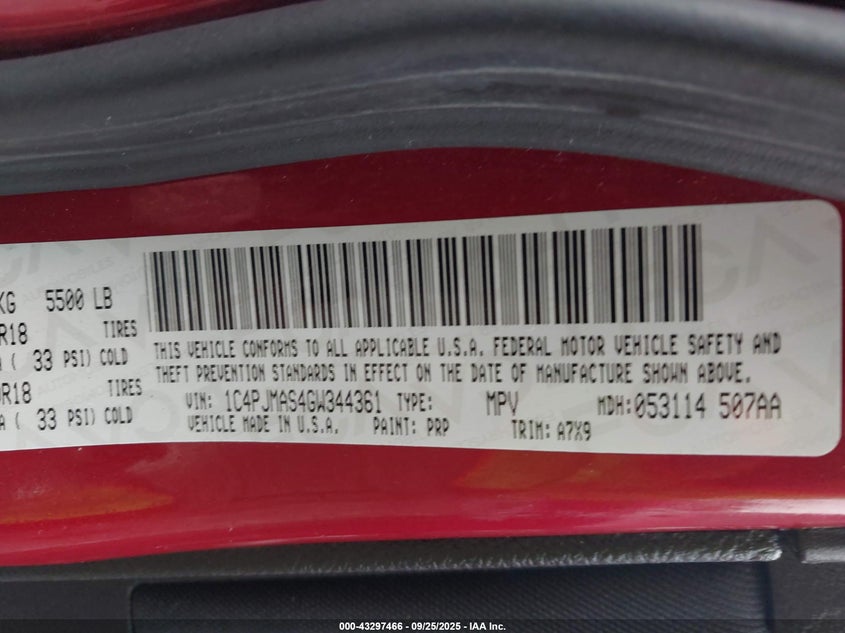 KG 5500 LB
R18 TIRES
( 33 PSI) COLD
R18 TIRES
A ( 33 PSI) COLD
THIS VEHICLE CONFORMS TO ALL APPLICABLE U.S.A. FEDERAL MOTOR VEHICLE SAFETY AND
THEFT PREVENTION STANDARDS IN EFFECT ON THE DATE OF MANUFACTURE SHOWN ABOVE.
VIN: 1C4PJMAS4GW344361 TYPE: MPV MDH:053114 507AA
VEHICLE MADE IN U.S.A. PAINT: PRP TRIM: A7X9
000-43297466 - 09/25/2025 - IAA Inc.